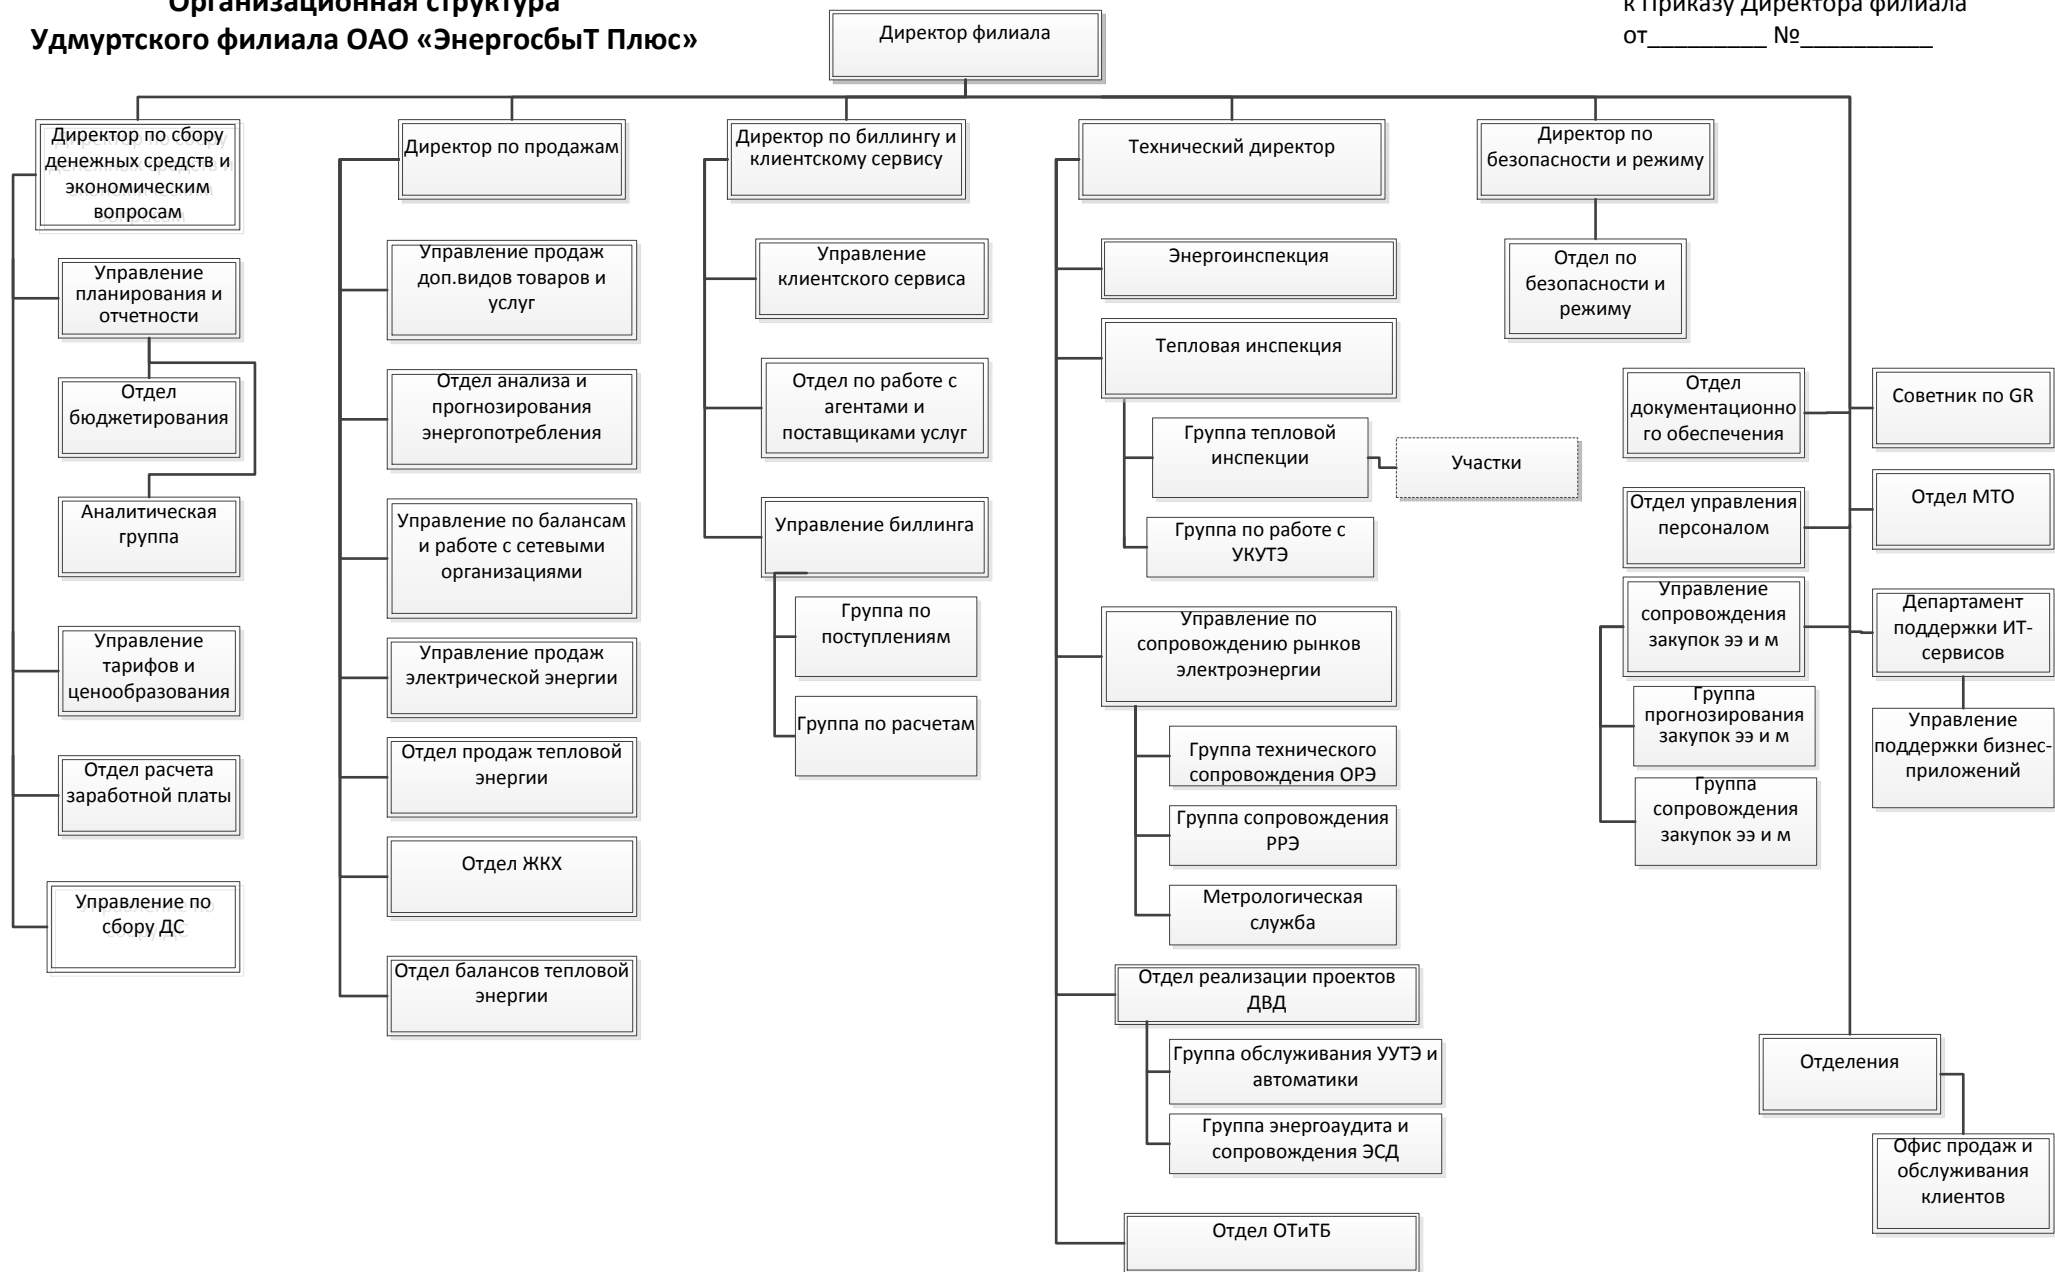 Организационная структура
Удмуртского филиала ОАО «ЭнергосбыТ Плюс»
к Приказу Директора филиала
от_________ №__________
Директор филиала
Директор по сбору
денежных средств и
экономическим
вопросам
Управление
планирования и
отчетности
Отдел
бюджетирования
Аналитическая
группа
Управление
тарифов и
ценообразования
Отдел расчета
заработной платы
Управление по
сбору ДС
Директор по продажам
Управление продаж
доп.видов товаров и
услуг
Отдел анализа и
прогнозирования
энергопотребления
Управление по балансам
и работе с сетевыми
организациями
Управление продаж
электрической энергии
Отдел продаж тепловой
энергии
Отдел ЖКХ
Отдел балансов тепловой
энергии
Директор по биллингу и
клиентскому сервису
Управление
клиентского сервиса
Отдел по работе с
агентами и
поставщиками услуг
Управление биллинга
Группа по
поступлениям
Группа по расчетам
Технический директор
Энергоинспекция
Тепловая инспекция
Группа тепловой
инспекции
Участки
Группа по работе с
УКУТЭ
Управление по
сопровождению рынков
электроэнергии
Группа технического
сопровождения ОРЭ
Группа сопровождения
РРЭ
Метрологическая
служба
Отдел реализации проектов
ДВД
Группа обслуживания УУТЭ и
автоматики
Группа энергоаудита и
сопровождения ЭСД
Отдел ОТиТБ
Директор по
безопасности и режиму
Отдел по
безопасности и
режиму
Отдел
документационно
го обеспечения
Отдел управления
персоналом
Управление
сопровождения
закупок ээ и м
Группа
прогнозирования
закупок ээ и м
Группа
сопровождения
закупок ээ и м
Советник по GR
Отдел МТО
Департамент
поддержки ИТ-
сервисов
Управление
поддержки бизнес-
приложений
Отделения
Офис продаж и
обслуживания
клиентов